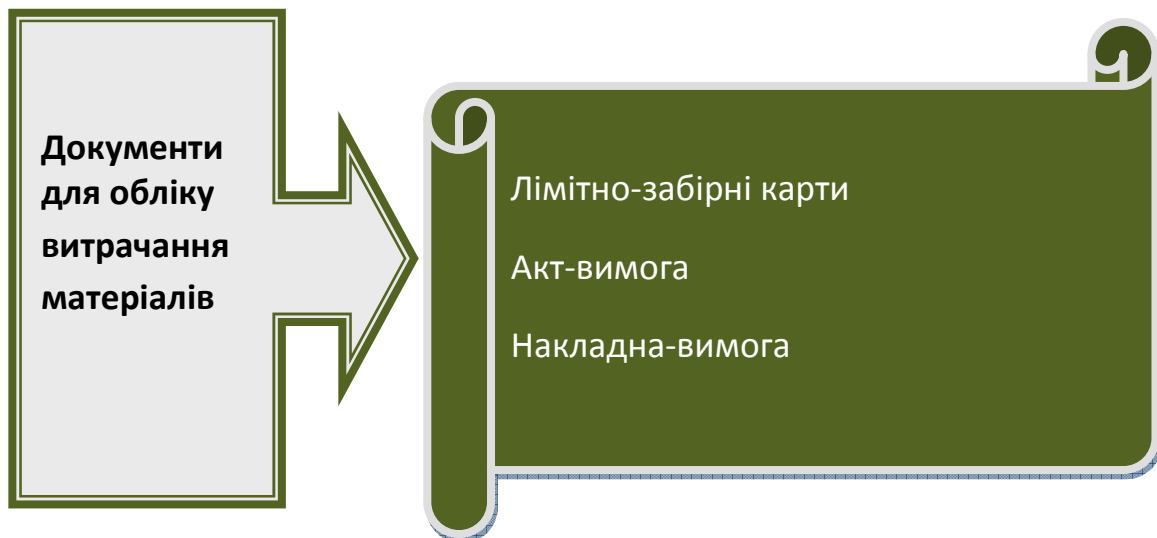 Документи
для обліку
витрачання
матеріалів
Лімітно-забірні карти
Акт-вимога
Накладна-вимога